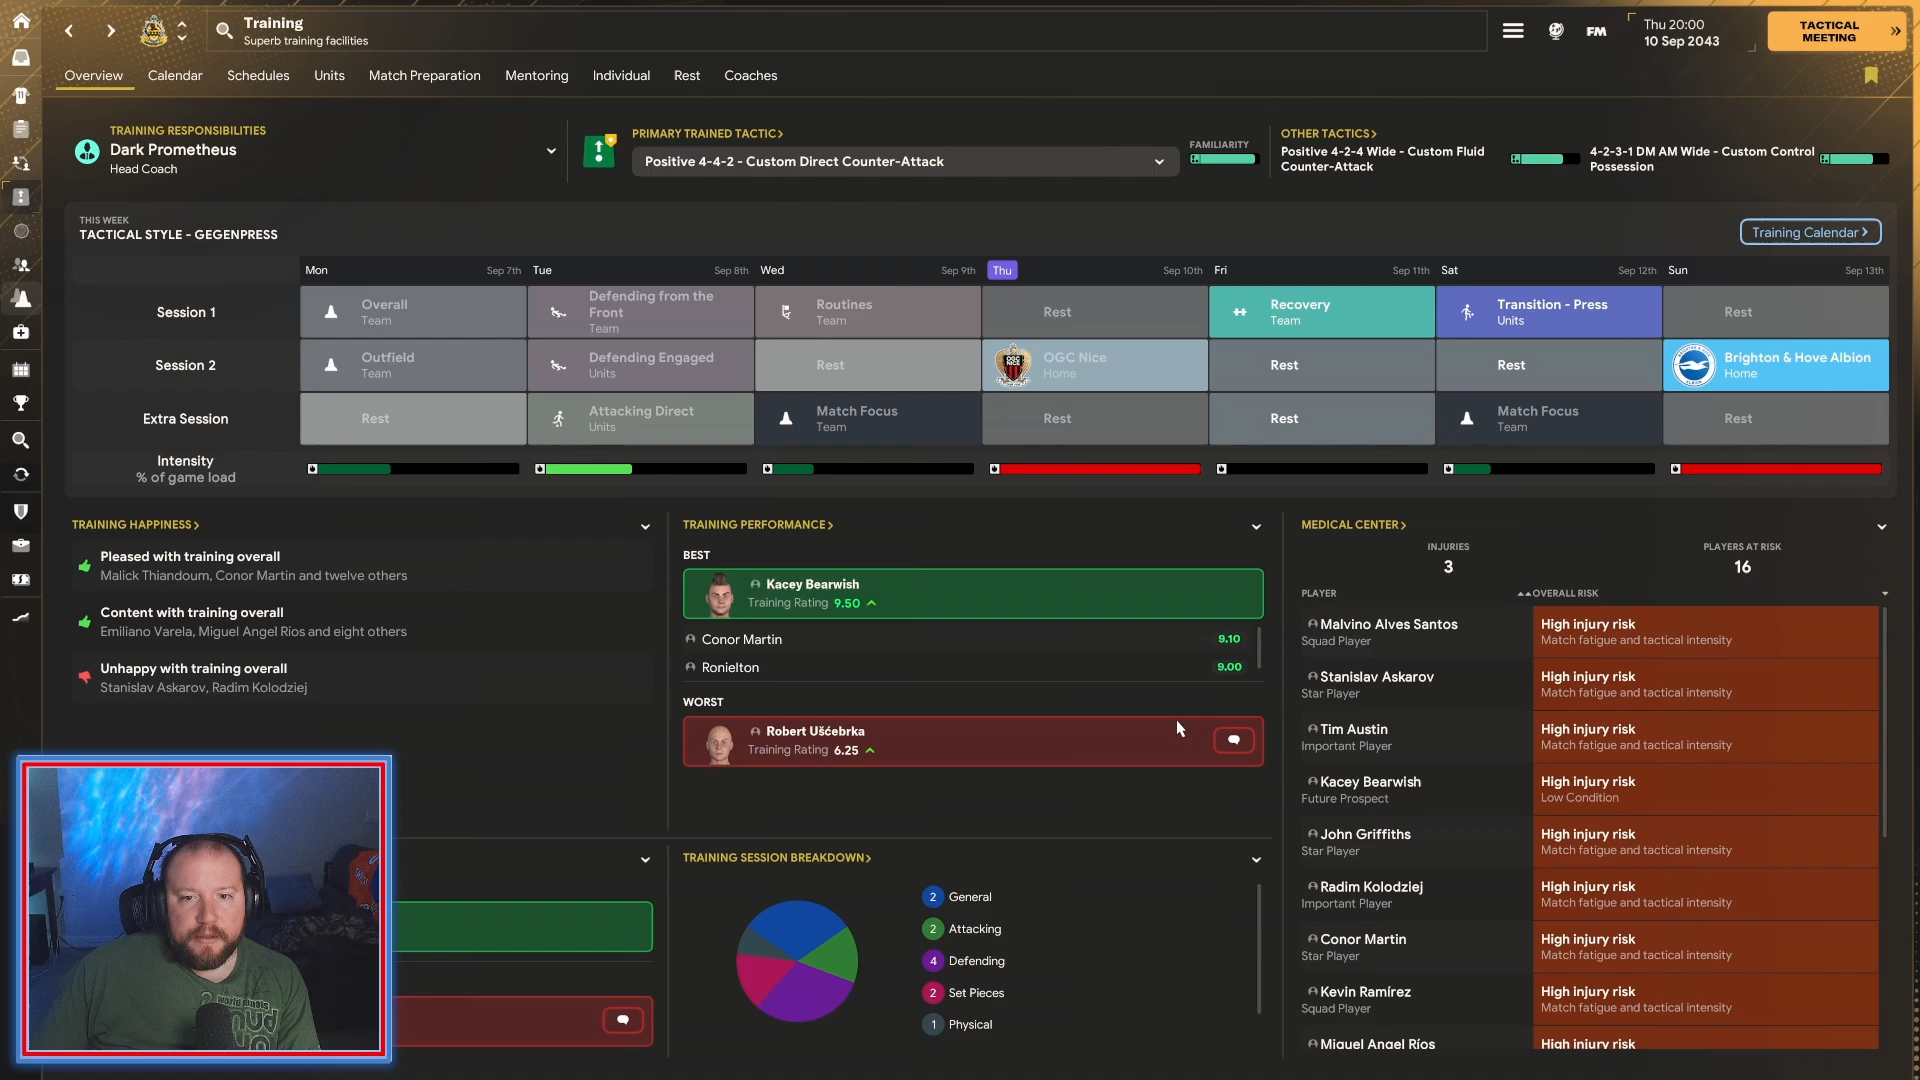 Training
Superb training facilities
FM
Thu 20:00
10 Sep 2043
TACTICAL
MEETING
Overview
Calendar
Schedules
Units
Match Preparation
Mentoring
Individual
Rest
Coaches
TRAINING RESPONSIBILITIES
Dark Prometheus
Head Coach
PRIMARY TRAINED TACTIC
Positive 4-4-2 - Custom Direct Counter-Attack
FAMILIARITY
OTHER TACTICS
Positive 4-2-4 Wide - Custom Fluid
Counter-Attack
4-2-3-1 DM AM Wide - Custom Control
Possession
THIS WEEK
TACTICAL STYLE - GEGENPRESS
Training Calendar
Mon Sep 7th Tue Sep 8th Wed Sep 9th Thu Sep 10th Fri Sep 11th Sat Sep 12th Sun Sep 13th
Session 1
Overall
Team
Defending from the
Front
Team
Routines
Team
Rest
Recovery
Team
Transition - Press
Units
Rest
Session 2
Outfield
Team
Defending Engaged
Units
Rest
OGC Nice
Home
Rest
Rest
Brighton & Hove Albion
Home
Extra Session
Rest
Attacking Direct
Units
Match Focus
Team
Rest
Rest
Match Focus
Team
Rest
Intensity
% of game load
TRAINING HAPPINESS
Pleased with training overall
Malick Thiandoum, Conor Martin and twelve others
Content with training overall
Emiliano Varela, Miguel Angel Ríos and eight others
Unhappy with training overall
Stanislav Askarov, Radim Kolodziej
TRAINING PERFORMANCE
BEST
Kacey Bearwish
Training Rating 9.50
Conor Martin 9.10
Ronielton 9.00
WORST
Robert Ušćebrka
Training Rating 6.25
TRAINING SESSION BREAKDOWN
2 General
2 Attacking
4 Defending
2 Set Pieces
1 Physical
MEDICAL CENTER
INJURIES
3
PLAYERS AT RISK
16
PLAYER
OVERALL RISK
Malvino Alves Santos
Squad Player
High injury risk
Match fatigue and tactical intensity
Stanislav Askarov
Star Player
High injury risk
Match fatigue and tactical intensity
Tim Austin
Important Player
High injury risk
Match fatigue and tactical intensity
Kacey Bearwish
Future Prospect
High injury risk
Low Condition
John Griffiths
Star Player
High injury risk
Match fatigue and tactical intensity
Radim Kolodziej
Important Player
High injury risk
Match fatigue and tactical intensity
Conor Martin
Star Player
High injury risk
Match fatigue and tactical intensity
Kevin Ramírez
Squad Player
High injury risk
Match fatigue and tactical intensity
Miguel Angel Ríos
High injury risk